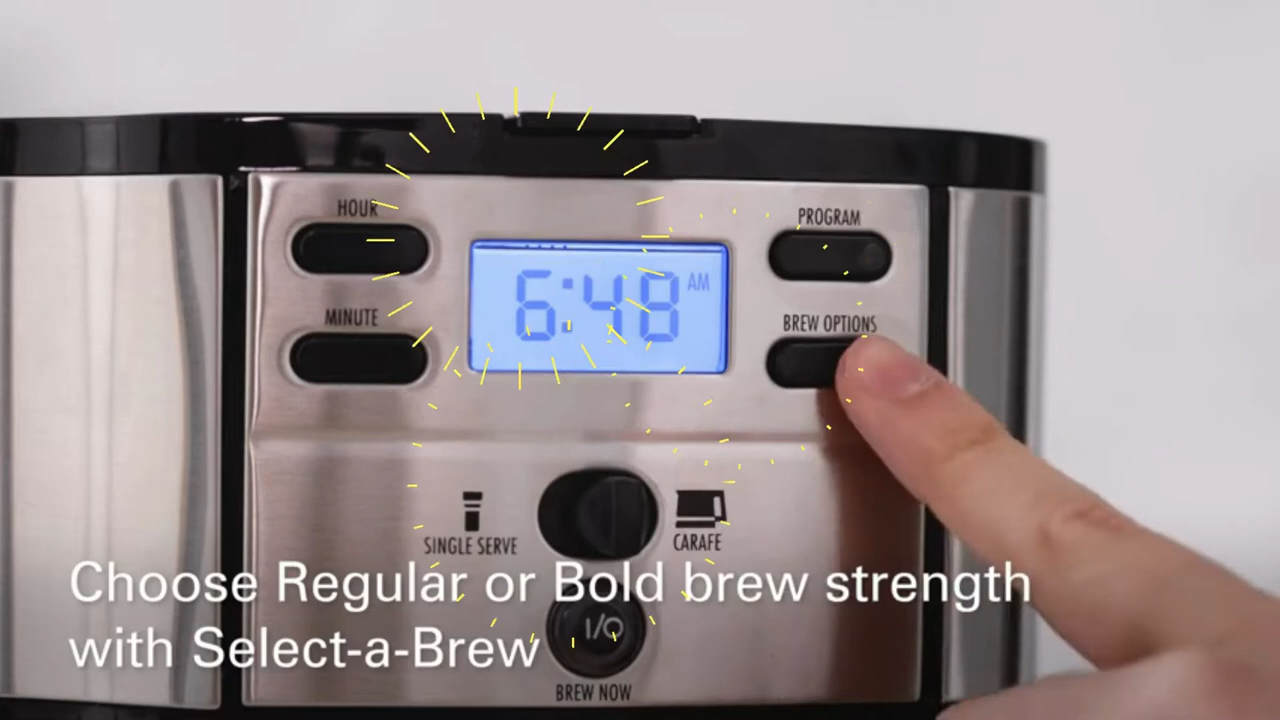 HOUR
PROGRAM
6:48 AM
MINUTE
BREW OPTIONS
SINGLE SERVE
CARAFE
Choose Regular or Bold brew strength
with Select-a-Brew
I/O
BREW NOW